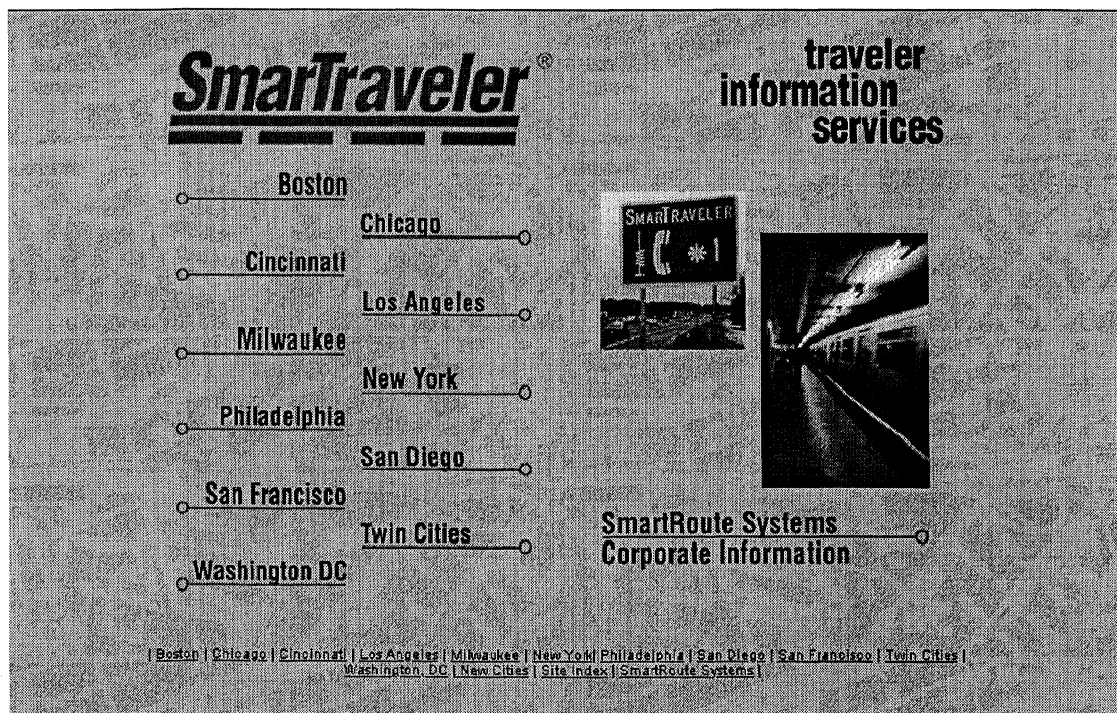 SmarTraveler®
traveler
information
services
Boston
Chicago
Cincinnati
Los Angeles
Milwaukee
New York
Philadelphia
San Diego
San Francisco
Twin Cities
Washington DC
SMARTRAVELER
*1
SmartRoute Systems
Corporate Information
| Boston | Chicago | Cincinnati | Los Angeles | Milwaukee | New York| Philadelphia | San Diego | San Francisco | Twin Cities |
Washington, DC | New Cities | Site Index | SmartRoute Systems |